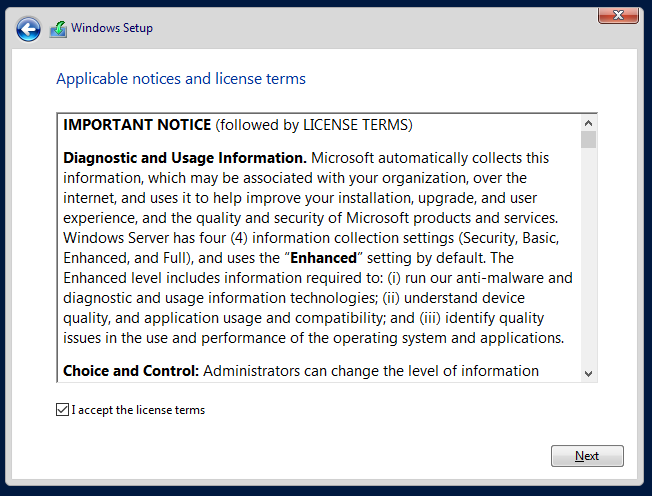 Windows Setup
Applicable notices and license terms
IMPORTANT NOTICE (followed by LICENSE TERMS)
Diagnostic and Usage Information. Microsoft automatically collects this
information, which may be associated with your organization, over the
internet, and uses it to help improve your installation, upgrade, and user
experience, and the quality and security of Microsoft products and services.
Windows Server has four (4) information collection settings (Security, Basic,
Enhanced, and Full), and uses the “Enhanced” setting by default. The
Enhanced level includes information required to: (i) run our anti-malware and
diagnostic and usage information technologies; (ii) understand device
quality, and application usage and compatibility; and (iii) identify quality
issues in the use and performance of the operating system and applications.
Choice and Control: Administrators can change the level of information
I accept the license terms
Next